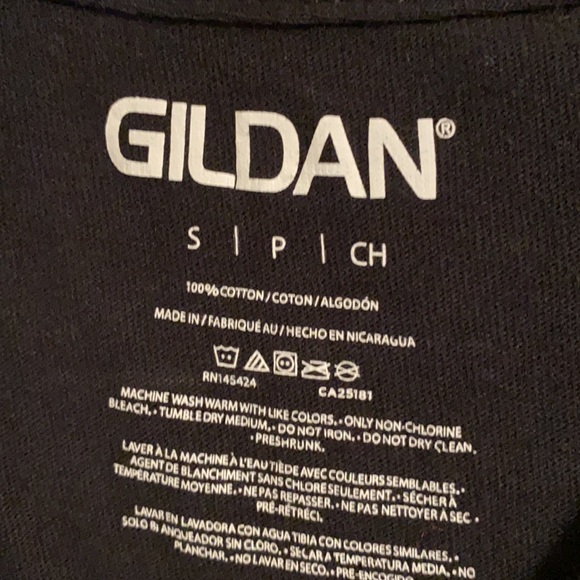 GILDAN®
S | P | CH
100% COTTON / COTON / ALGODÓN
MADE IN / FABRIQUÉ AU / HECHO EN NICARAGUA
RN145424 CA25181
MACHINE WASH WARM WITH LIKE COLORS. • ONLY NON-CHLORINE
BLEACH. • TUMBLE DRY MEDIUM. • DO NOT IRON. • DO NOT DRY CLEAN.
• PRESHRUNK.
LAVER À LA MACHINE À L'EAU TIÈDE AVEC COULEURS SEMBLABLES. •
AGENT DE BLANCHIMENT SANS CHLORE SEULEMENT. • SÉCHER À
TEMPÉRATURE MOYENNE. • NE PAS REPASSER. • NE PAS NETTOYER À SEC •
PRÉ-RÉTRÉCI.
LAVAR EN LAVADORA CON AGUA TIBIA CON COLORES SIMILARES. •
SOLO BLANQUEADOR SIN CLORO. • SECAR A TEMPERATURA MEDIA. • NO
PLANCHAR. • NO LAVAR EN SECO. • PRE-ENCOGIDO